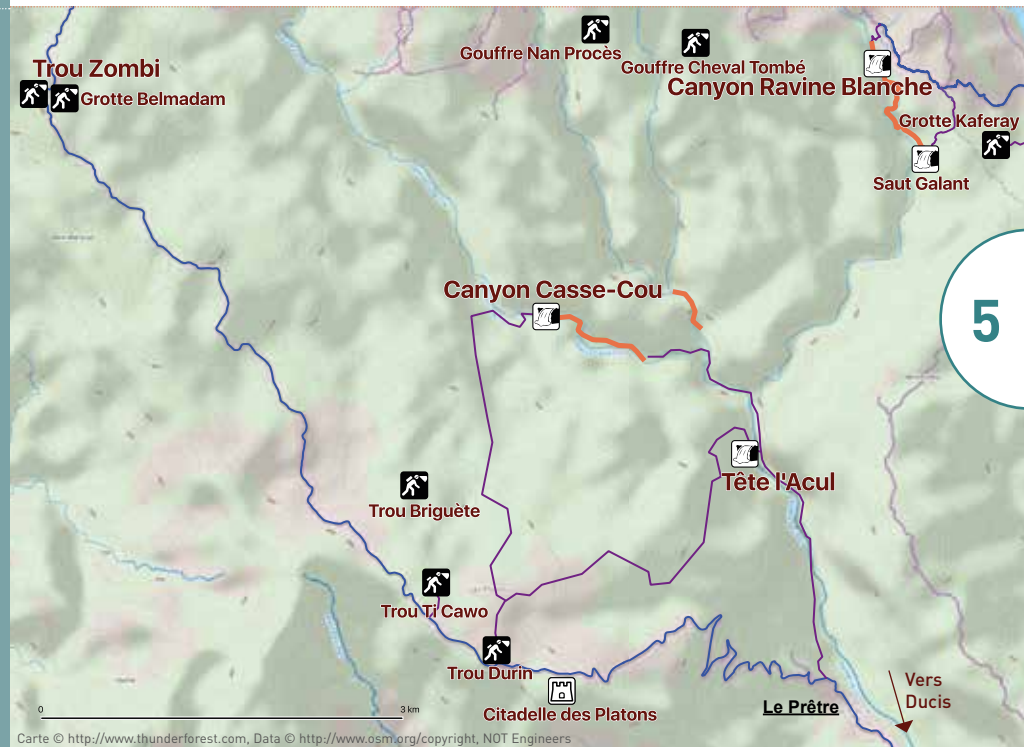 Gouffre Nan Procès
Gouffre Cheval Tombé
Trou Zombi
Canyon Ravine Blanche
Grotte Belmadam
Grotte Kaferay
Saut Galant
Canyon Casse-Cou
5
Tête l'Acul
Trou Briguète
Trou Ti Cawo
Trou Durin
Vers
Ducis
Citadelle des Platons
Le Prêtre
0
3 km
Carte © http://www.thunderforest.com, Data © http://www.osm.org/copyright, NOT Engineers